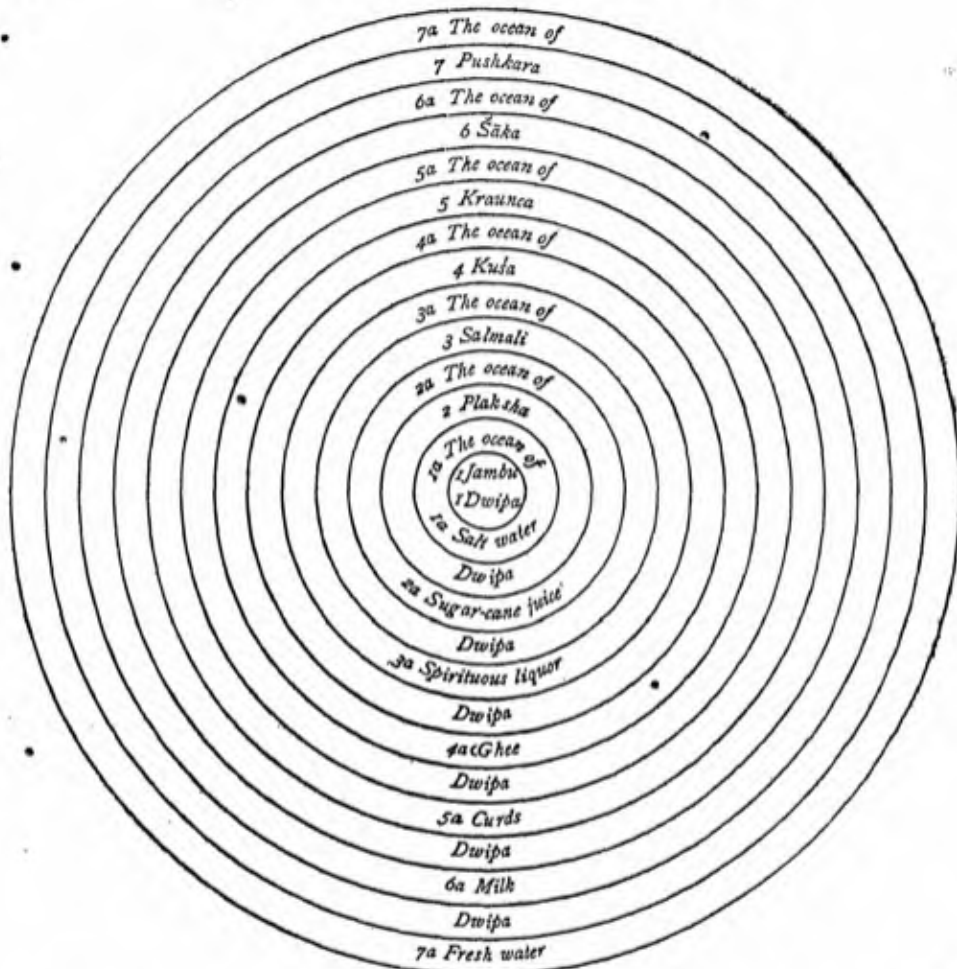 7a The ocean of
7 Pushkara
6a The ocean of
6 Śāka
5a The ocean of
5 Kraunca
4a The ocean of
4 Kuśa
3a The ocean of
3 Salmali
2a The ocean of
2 Plaksha
1a The ocean of
1 Jambu
1 Dwipa
1a Salt water
Dwipa
2a Sugar-cane juice
Dwipa
3a Spirituous liquor
Dwipa
4a Ghee
Dwipa
5a Curds
Dwipa
6a Milk
Dwipa
7a Fresh water